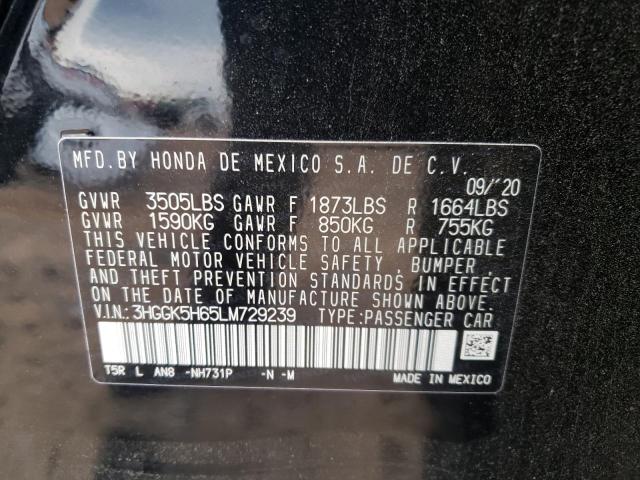 MFD. BY HONDA DE MEXICO S.A. DE C.V.
09/'20
GVWR 3505LBS GAWR F 1873LBS R 1664LBS
GVWR 1590KG GAWR F 850KG R 755KG
THIS VEHICLE CONFORMS TO ALL APPLICABLE
FEDERAL MOTOR VEHICLE SAFETY , BUMPER ,
AND THEFT PREVENTION STANDARDS IN EFFECT
ON THE DATE OF MANUFACTURE SHOWN ABOVE.
V.I.N.: 3HGGK5H65LM729239 TYPE: PASSENGER CAR
T5R L AN8 -NH731P -N -M
MADE IN MEXICO